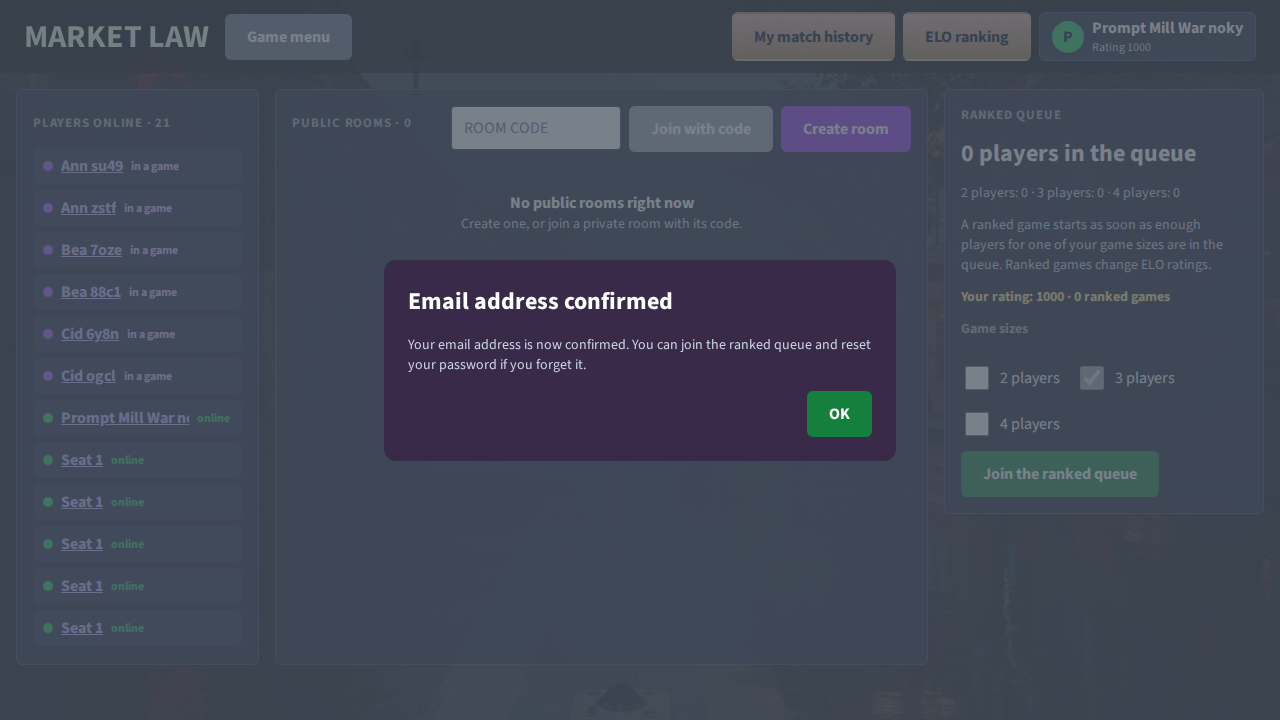 MARKET LAW
Game menu
My match history
ELO ranking
P
Prompt Mill War noky
Rating 1000
PLAYERS ONLINE · 21
Ann su49 in a game
Ann zstf in a game
Bea 7oze in a game
Bea 88c1 in a game
Cid 6y8n in a game
Cid ogcl in a game
Prompt Mill War n online
Seat 1 online
Seat 1 online
Seat 1 online
Seat 1 online
Seat 1 online
PUBLIC ROOMS · 0
ROOM CODE
Join with code
Create room
No public rooms right now
Create one, or join a private room with its code.
Email address confirmed
Your email address is now confirmed. You can join the ranked queue and reset
your password if you forget it.
OK
RANKED QUEUE
0 players in the queue
2 players: 0 · 3 players: 0 · 4 players: 0
A ranked game starts as soon as enough
players for one of your game sizes are in the
queue. Ranked games change ELO ratings.
Your rating: 1000 · 0 ranked games
Game sizes
2 players
3 players
4 players
Join the ranked queue